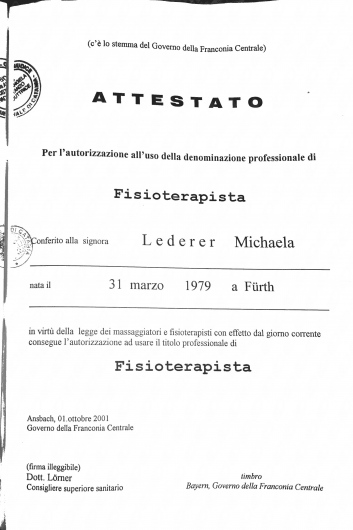 (c'è lo stemma del Governo della Franconia Centrale)
ATTESTATO
Per l'autorizzazione all'uso della denominazione professionale di
Fisioterapista
Conferito alla signora Lederer Michaela
nata il 31 marzo 1979 a Fürth
in virtù della legge dei massaggiatori e fisioterapisti con effetto dal giorno corrente
consegue l'autorizzazione ad usare il titolo professionale di
Fisioterapista
Ansbach, 01.ottobre 2001
Governo della Franconia Centrale
(firma illeggibile)
Dott. Lörner
Consigliere superiore sanitario
timbro
Bayern, Governo della Franconia Centrale